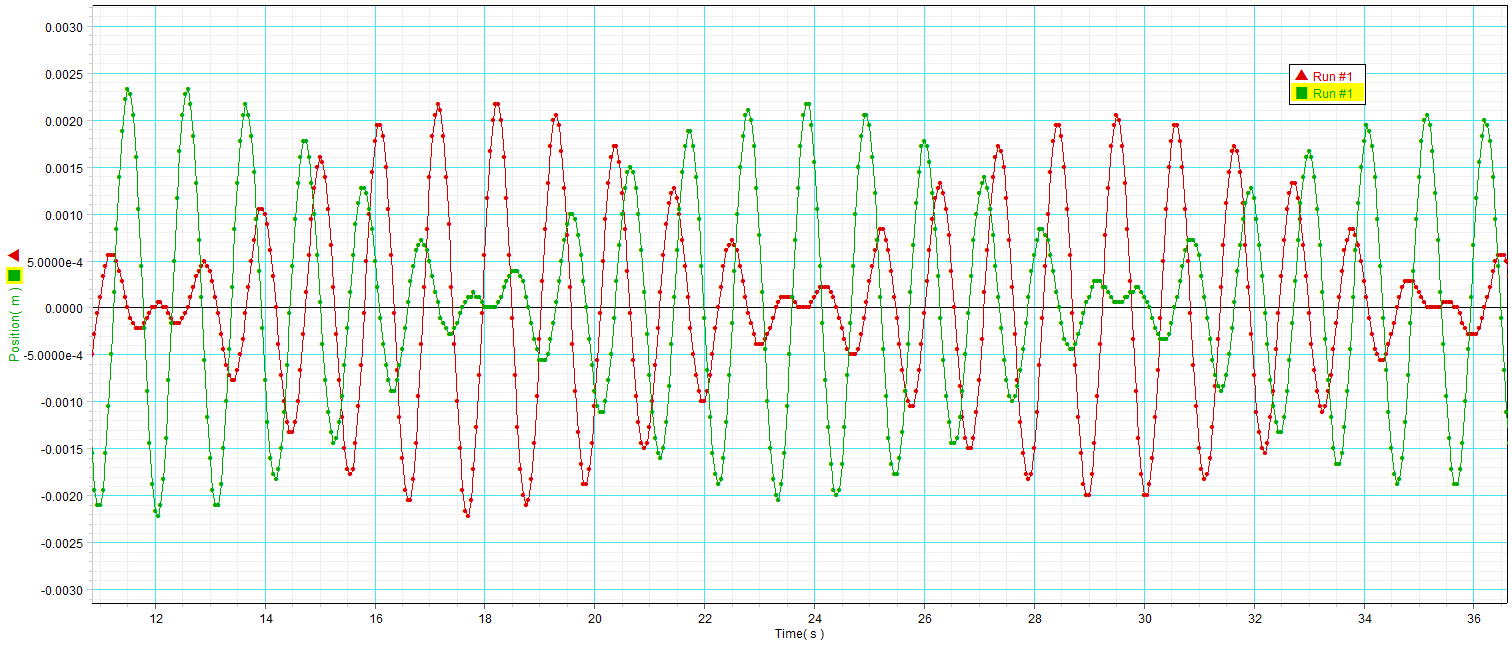 0.0030
0.0025
0.0020
0.0015
0.0010
5.0000e-4
0.0000
-5.0000e-4
-0.0010
-0.0015
-0.0020
-0.0025
-0.0030
Position( m )
Run #1
Run #1
12 14 16 18 20 22 24 26 28 30 32 34 36
Time( s )